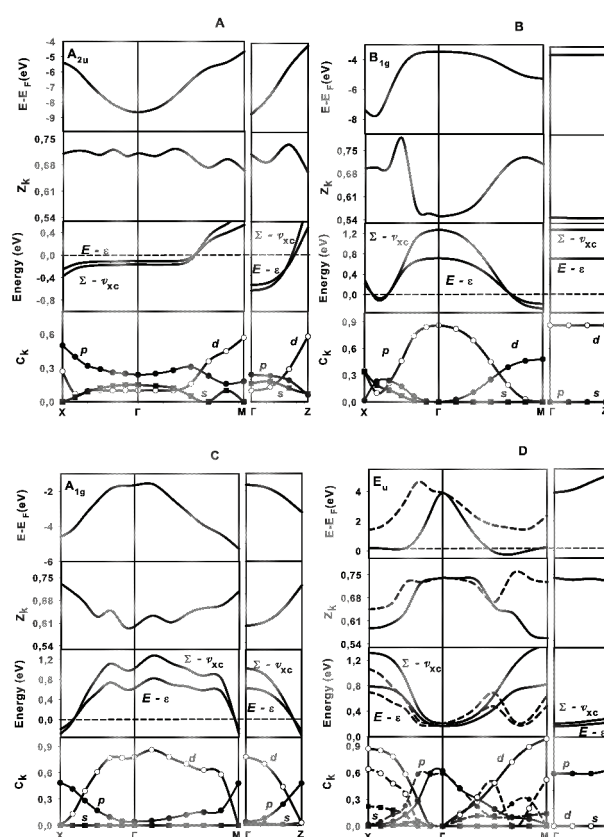 A
A2u
E-EF(eV)
-4
-5
-6
-7
-8
-9
Zk
0,75
0,68
0,61
0,54
Energy (eV)
0,4
0,0
-0,4
-0,8
E - ε
Σ - vxc
E - ε
Σ - vxc
Ck
0,6
0,3
0,0
p
d
s
p
d
s
X Γ M Γ Z
B
B1g
E-EF(eV)
-4
-6
-8
Zk
0,75
0,68
0,61
0,54
Energy (eV)
1,2
0,8
0,4
0,0
Σ - vxc
E - ε
Σ - vxc
E - ε
Ck
0,9
0,6
0,3
0,0
p
d
s
d
p
s
X Γ M Γ Z
C
A1g
E-EF(eV)
-2
-4
-6
Zk
0,75
0,68
0,61
0,54
Energy (eV)
1,2
0,8
0,4
0,0
Σ - vxc
E - ε
Ck
0,9
0,6
0,3
0,0
p
s
d
d
p
s
X Γ M Γ Z
D
Eu
E-EF(eV)
4
2
0
Zk
0,75
0,68
0,61
0,54
Energy (eV)
1,2
0,8
0,4
0,0
Σ - vxc
E - ε
Σ - vxc
E - ε
Ck
0,9
0,6
0,3
0,0
p
s
d
p
d
s
X Γ M Γ Z